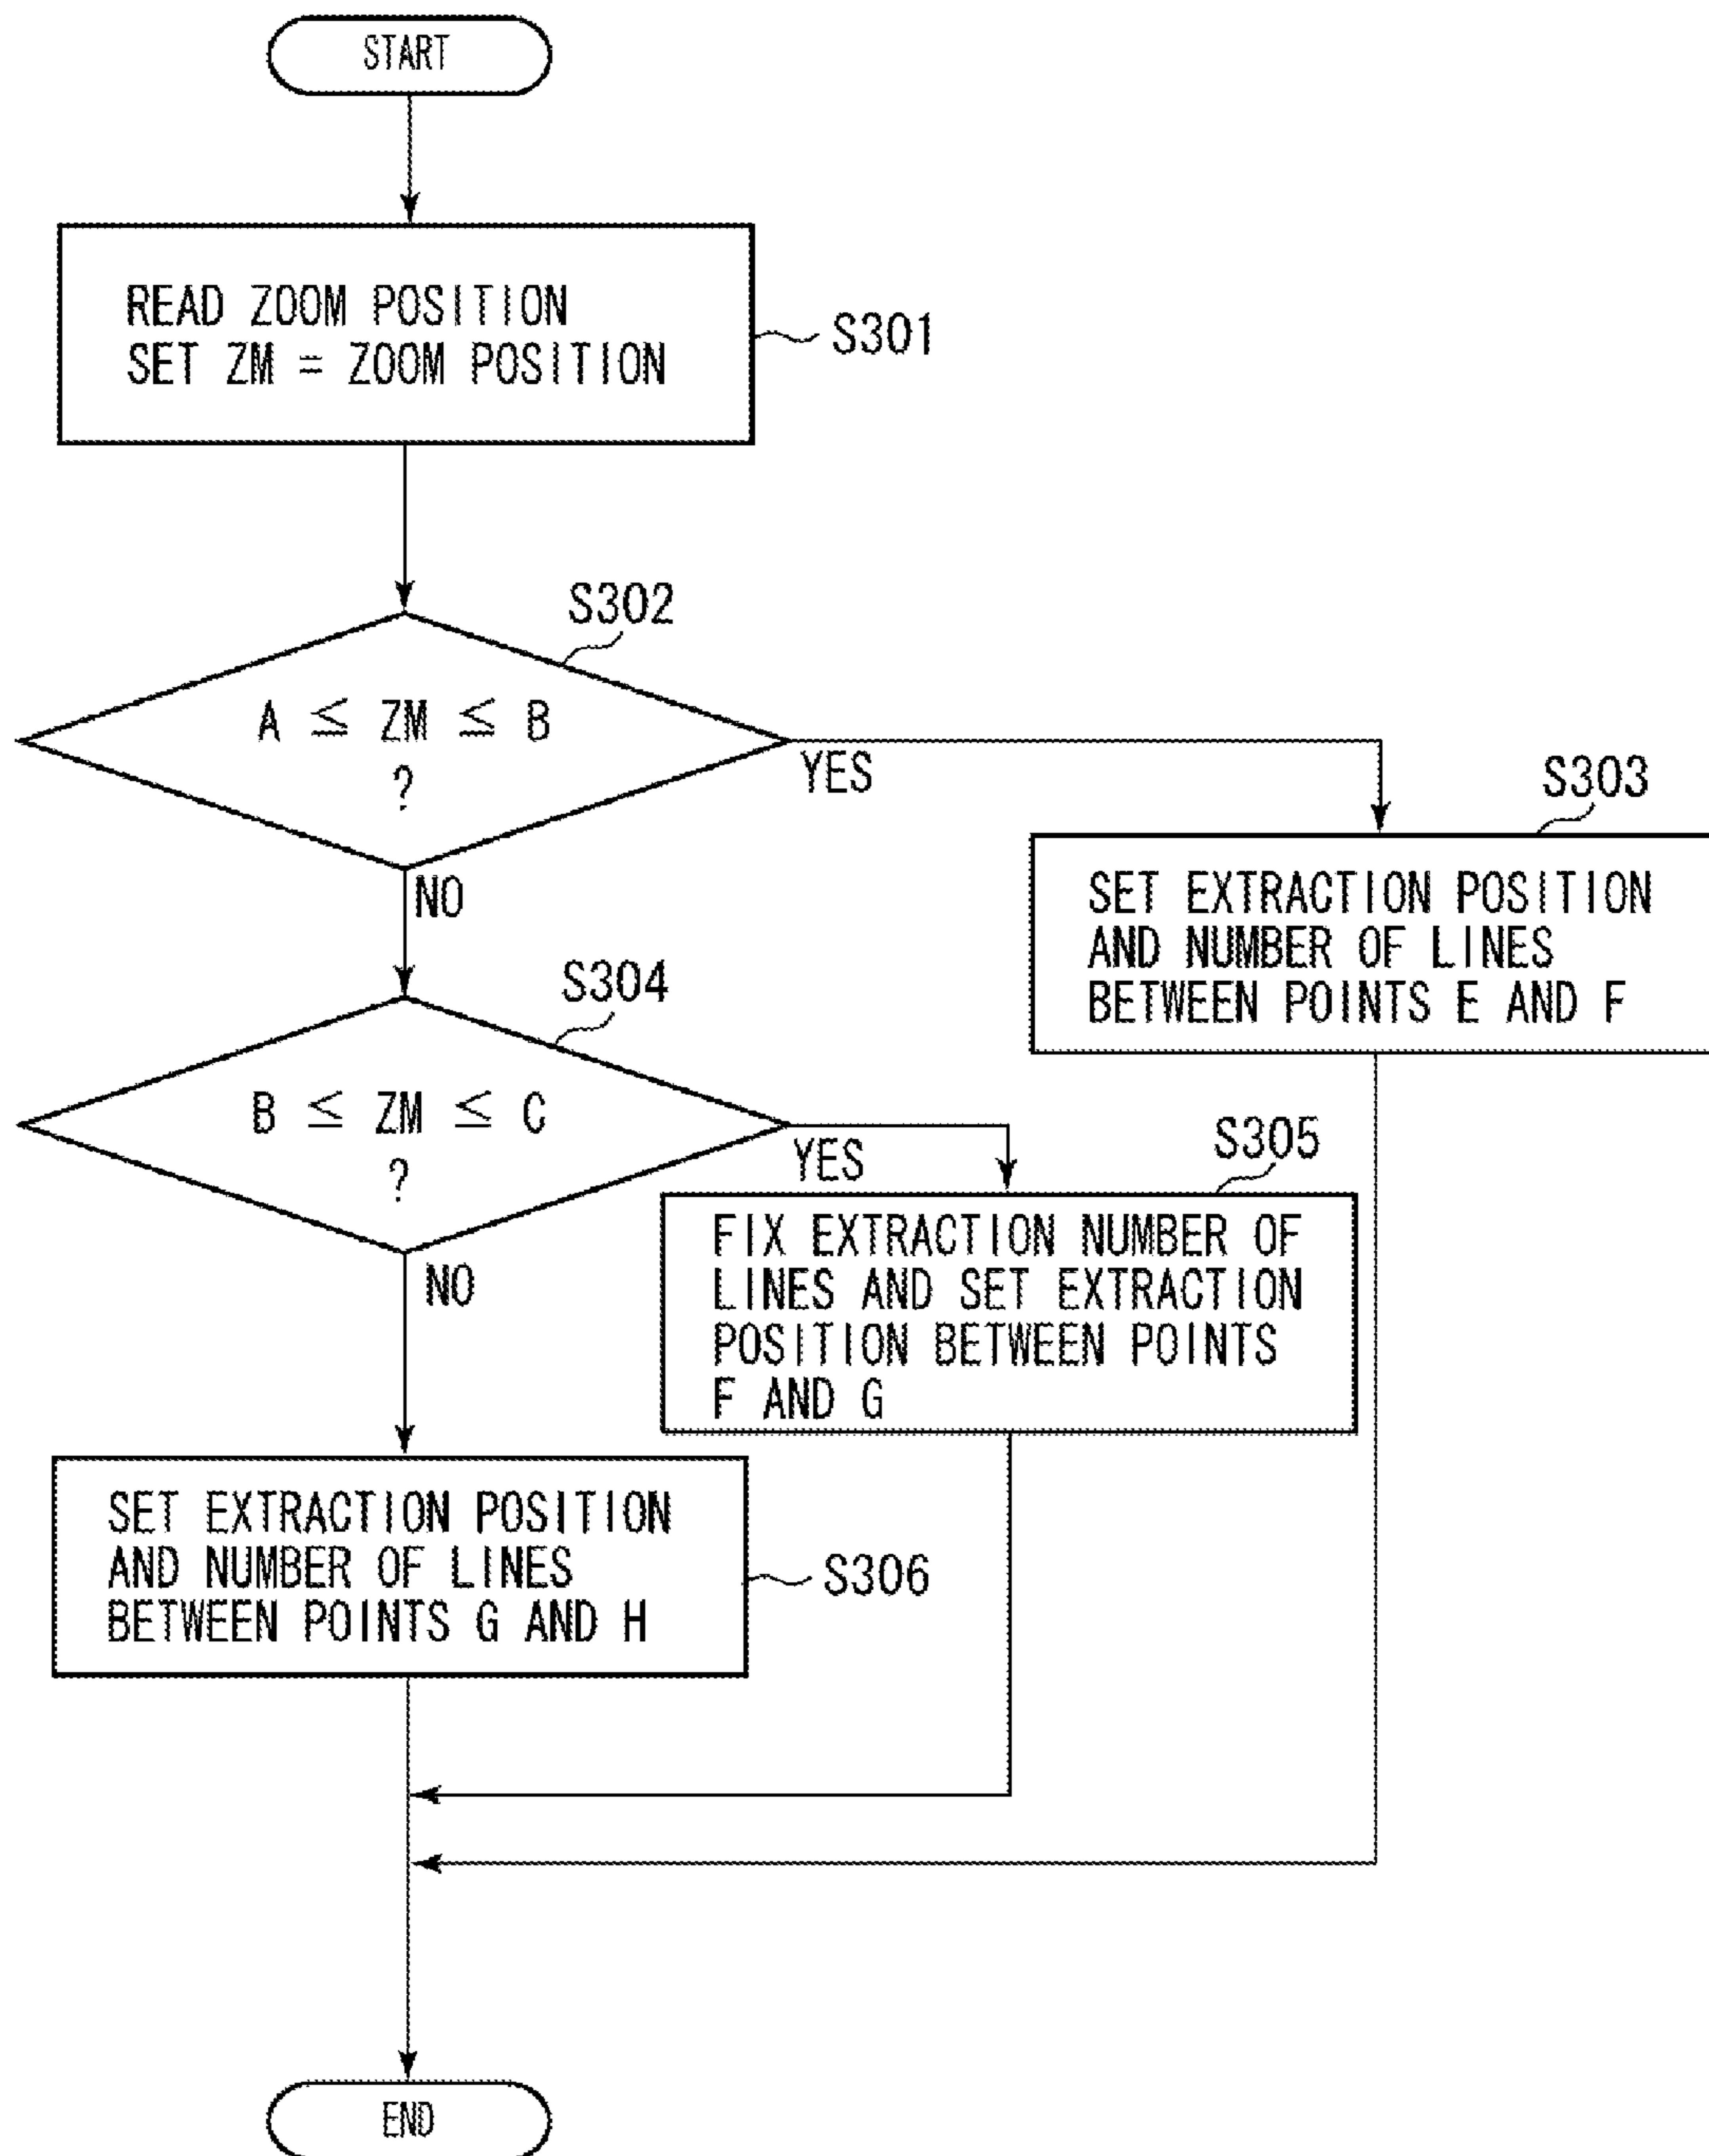 START
READ ZOOM POSITION
SET ZM = ZOOM POSITION
S301
S302
A ≦ ZM ≦ B
?
YES
NO
S303
SET EXTRACTION POSITION
AND NUMBER OF LINES
BETWEEN POINTS E AND F
S304
B ≦ ZM ≦ C
?
YES
NO
S305
FIX EXTRACTION NUMBER OF
LINES AND SET EXTRACTION
POSITION BETWEEN POINTS
F AND G
SET EXTRACTION POSITION
AND NUMBER OF LINES
BETWEEN POINTS G AND H
S306
END